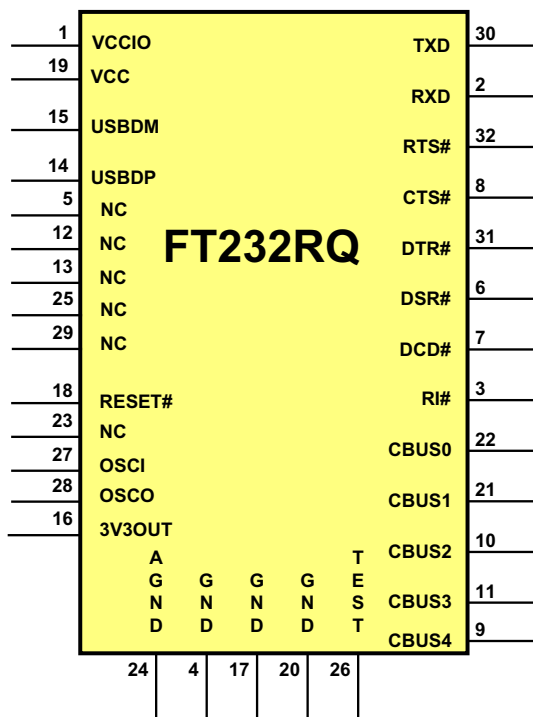 1 VCCIO
19 VCC
15 USBDM
14 USBDP
5 NC
12 NC
13 NC
25 NC
29 NC
18 RESET#
23 NC
27 OSCI
28 OSCO
16 3V3OUT
FT232RQ
TXD 30
RXD 2
RTS# 32
CTS# 8
DTR# 31
DSR# 6
DCD# 7
RI# 3
CBUS0 22
CBUS1 21
CBUS2 10
CBUS3 11
CBUS4 9
AGND
GND
GND
GND
TEST
24 4 17 20 26